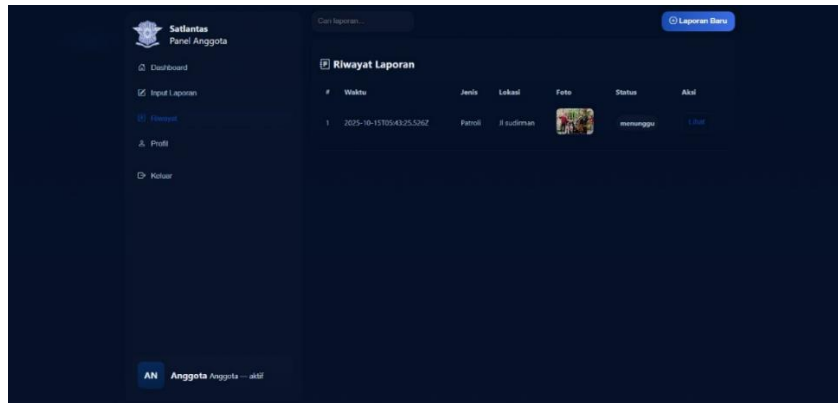 Satlantas
Panel Anggota
Cari laporan...
Laporan Baru
Dashboard
Input Laporan
Riwayat
Profil
Keluar
Riwayat Laporan
# Waktu Jenis Lokasi Foto Status Aksi
1 2025-10-15T05:43:25.526Z Patroli Jl sudirman menunggu Lihat
AN Anggota Anggota — aktif